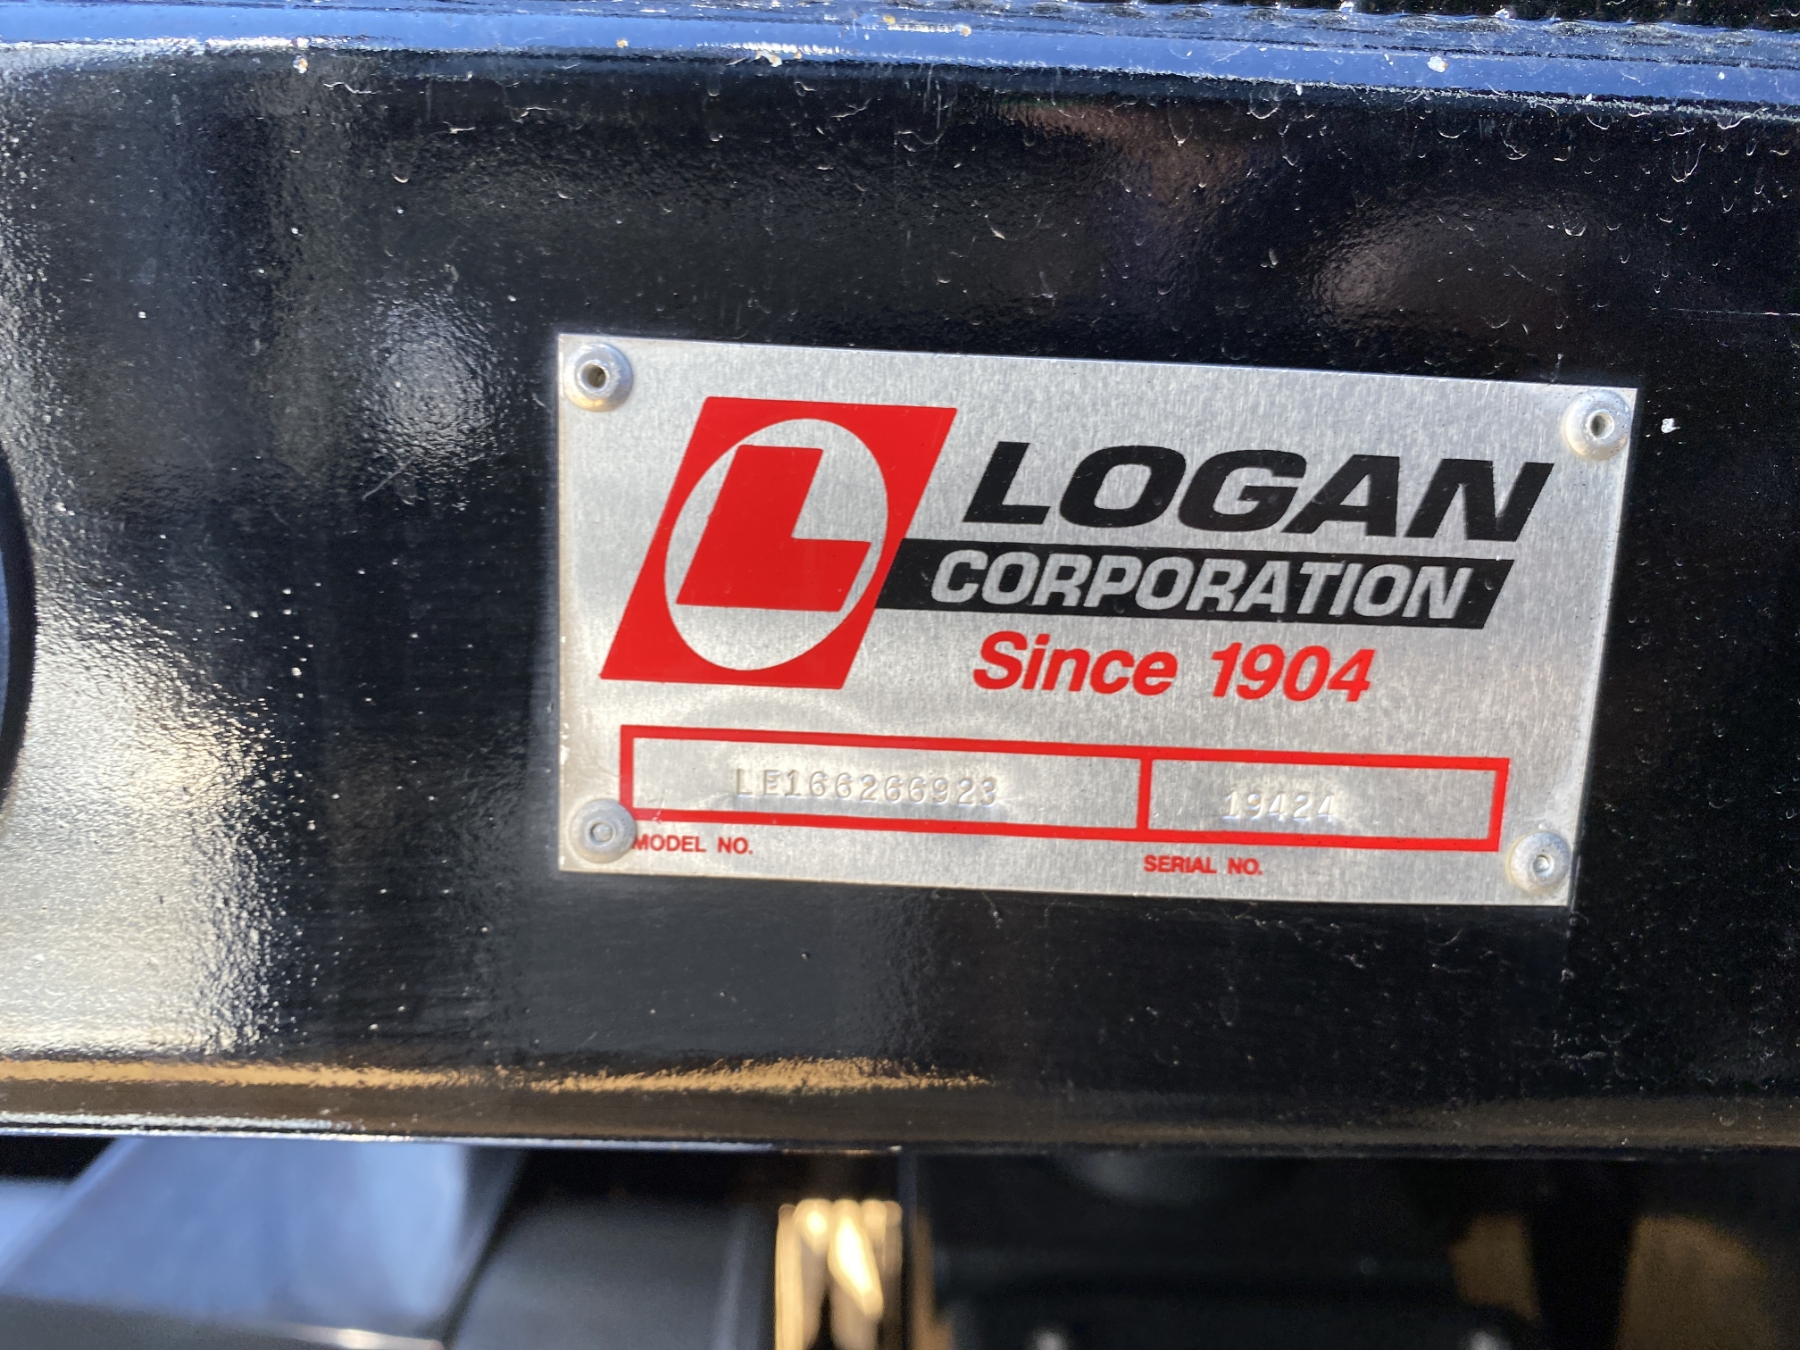 L
LOGAN
CORPORATION
Since 1904
LE166266923 19424
MODEL NO. SERIAL NO.